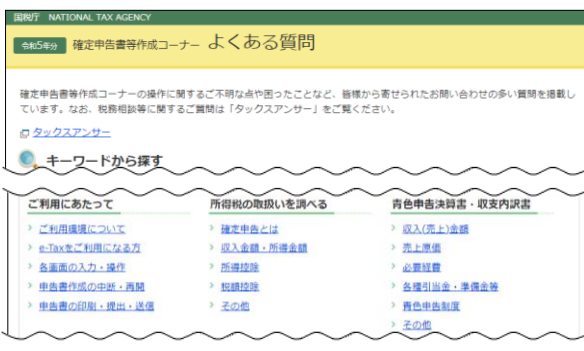 国税庁 NATIONAL TAX AGENCY
令和5年分 確定申告書等作成コーナー よくある質問
確定申告書等作成コーナーの操作に関するご不明な点や困ったことなど、皆様から寄せられたお問い合わせの多い質問を掲載し
ています。なお、税務相談等に関するご質問は「タックスアンサー」をご覧ください。
タックスアンサー
キーワードから探す
ご利用にあたって
ご利用環境について
e-Taxをご利用になる方
各画面の入力・操作
申告書作成の中断・再開
申告書の印刷・提出・送信
所得税の取扱いを調べる
確定申告とは
収入金額・所得金額
所得控除
税額控除
その他
青色申告決算書・収支内訳書
収入(売上)金額
売上原価
必要経費
各種引当金・準備金等
青色申告制度
その他